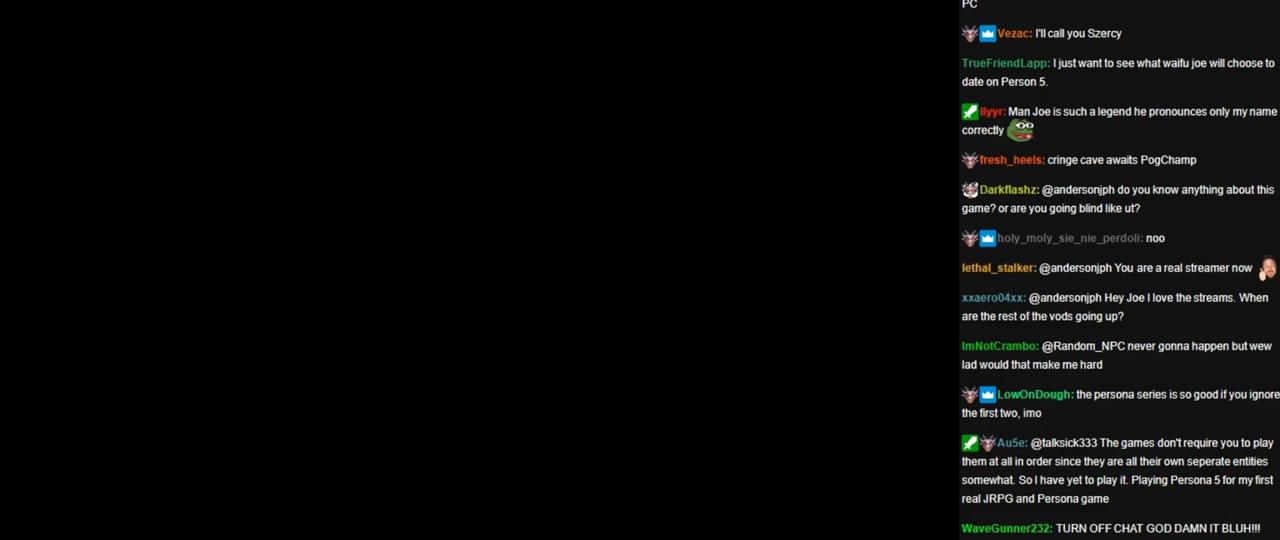 PC
Vezac: I'll call you Szercy
TrueFriendLapp: I just want to see what waifu joe will choose to
date on Person 5.
Ilyyr: Man Joe is such a legend he pronounces only my name
correctly
fresh_heels: cringe cave awaits PogChamp
Darkflashz: @andersonjph do you know anything about this
game? or are you going blind like ut?
holy_moly_sie_nie_perdoli: noo
lethal_stalker: @andersonjph You are a real streamer now
xxaero04xx: @andersonjph Hey Joe I love the streams. When
are the rest of the vods going up?
ImNotCrambo: @Random_NPC never gonna happen but wew
lad would that make me hard
LowOnDough: the persona series is so good if you ignore
the first two, imo
Au5e: @talksick333 The games don't require you to play
them at all in order since they are all their own seperate entities
somewhat. So I have yet to play it. Playing Persona 5 for my first
real JRPG and Persona game
WaveGunner232: TURN OFF CHAT GOD DAMN IT BLUH!!!